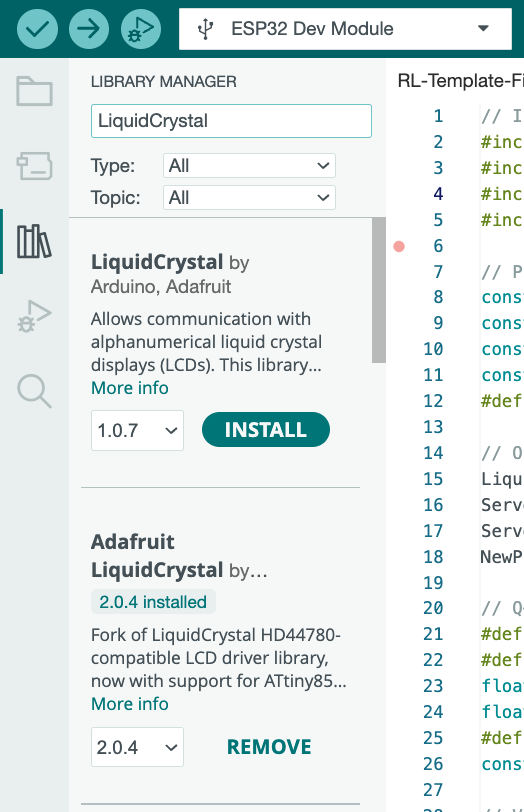 ESP32 Dev Module
LIBRARY MANAGER
LiquidCrystal
Type: All
Topic: All
LiquidCrystal by
Arduino, Adafruit
Allows communication with
alphanumerical liquid crystal
displays (LCDs). This library...
More info
1.0.7 INSTALL
Adafruit
LiquidCrystal by...
2.0.4 installed
Fork of LiquidCrystal HD44780-
compatible LCD driver library,
now with support for ATtiny85...
More info
2.0.4 REMOVE
RL-Template-Fi
1 // I
2 #inc
3 #inc
4 #inc
5 #inc
6
7 // P
8 cons
9 cons
10 cons
11 cons
12 #def
13
14 // O
15 Liqu
16 Serv
17 Serv
18 NewP
19
20 // Q
21 #def
22 #def
23 floa
24 floa
25 #def
26 cons
27